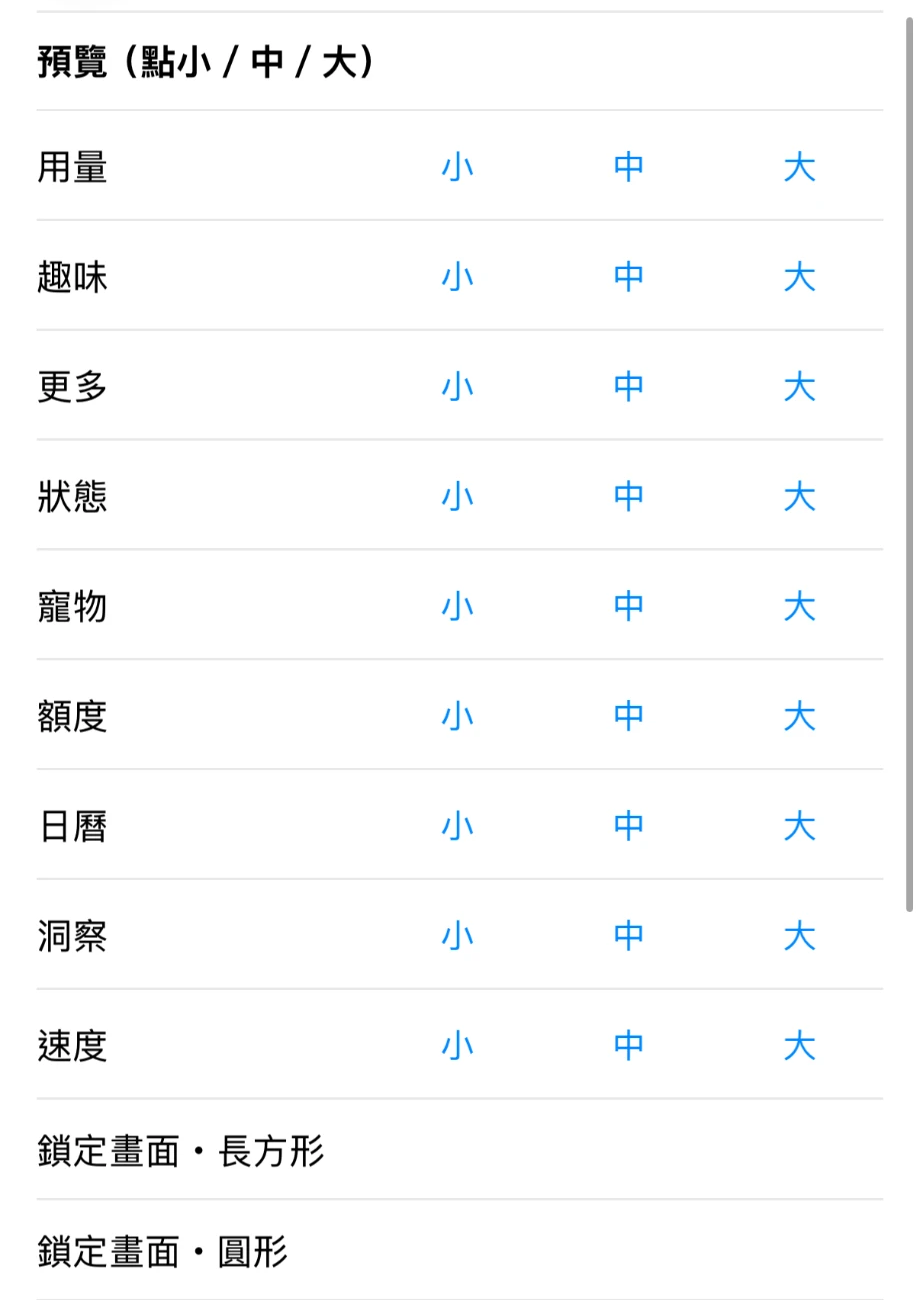 預覽（點小 / 中 / 大）
用量 小 中 大
趣味 小 中 大
更多 小 中 大
狀態 小 中 大
寵物 小 中 大
額度 小 中 大
日曆 小 中 大
洞察 小 中 大
速度 小 中 大
鎖定畫面・長方形
鎖定畫面・圓形